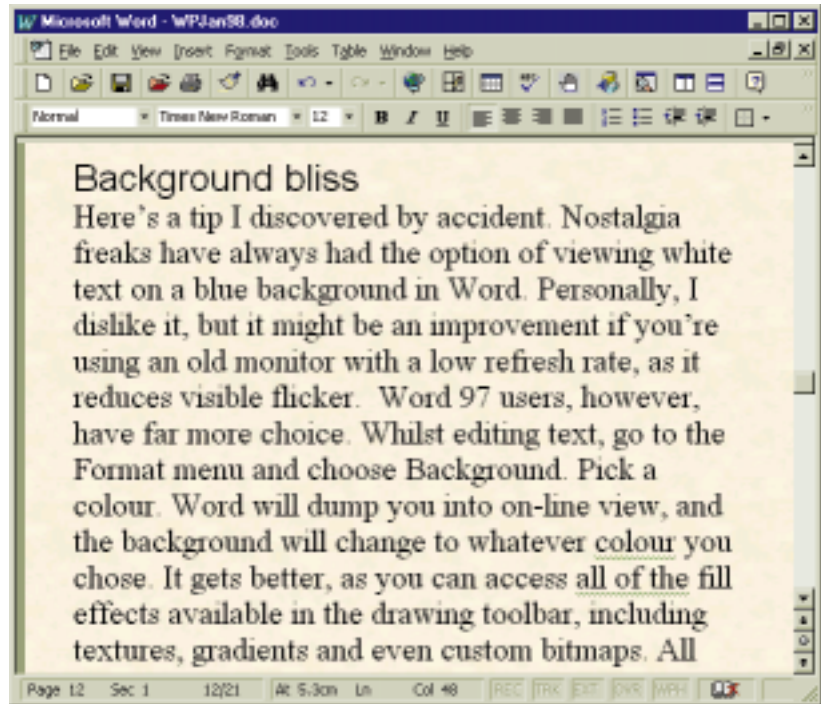 Microsoft Word - WPJan98.doc
File Edit View Insert Format Tools Table Window Help
Normal Times New Roman 12 B I U
Background bliss
Here's a tip I discovered by accident. Nostalgia
freaks have always had the option of viewing white
text on a blue background in Word. Personally, I
dislike it, but it might be an improvement if you're
using an old monitor with a low refresh rate, as it
reduces visible flicker.  Word 97 users, however,
have far more choice. Whilst editing text, go to the
Format menu and choose Background. Pick a
colour. Word will dump you into on-line view, and
the background will change to whatever colour you
chose. It gets better, as you can access all of the fill
effects available in the drawing toolbar, including
textures, gradients and even custom bitmaps. All
Page 12 Sec 1 12/21 At 5.3cm Ln Col 48 REC TRK EXT OVR WPH